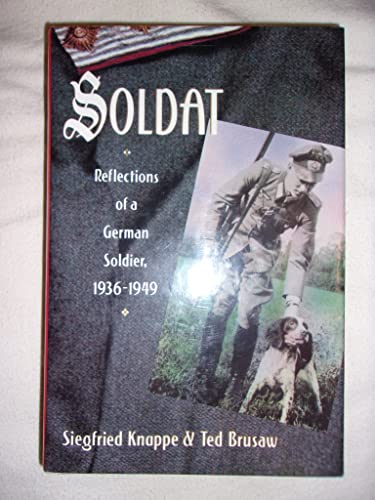 SOLDAT
Reflections
of a
German
Soldier,
1936-1949
Siegfried Knappe & Ted Brusaw